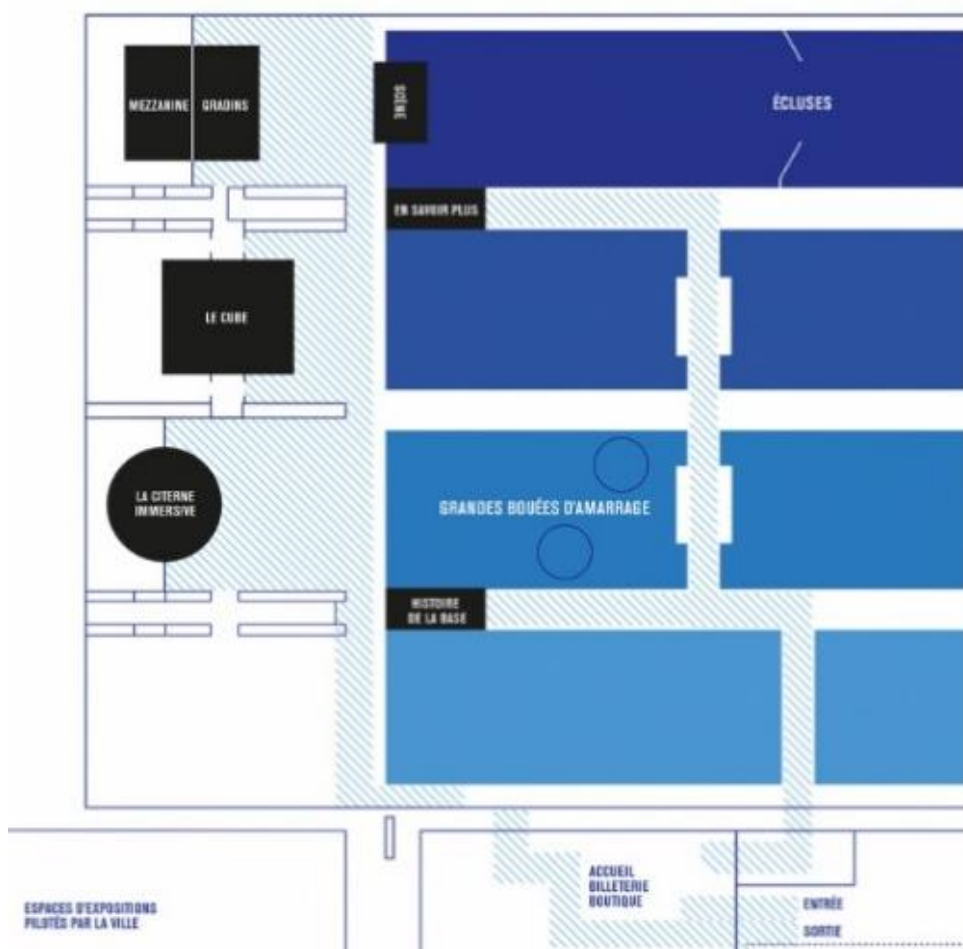 MEZZANINE
GRADINS
SCÈNE
ÉCLUSES
EN SAVOIR PLUS
LE CUBE
LA CITERNE
IMMERSIVE
GRANDES BOUÉES D'AMARRAGE
HISTOIRE
DE LA BASE
ACCUEIL
BILLETERIE
BOUTIQUE
ESPACES D'EXPOSITIONS
PILOTÉS PAR LA VILLE
ENTRÉE
SORTIE